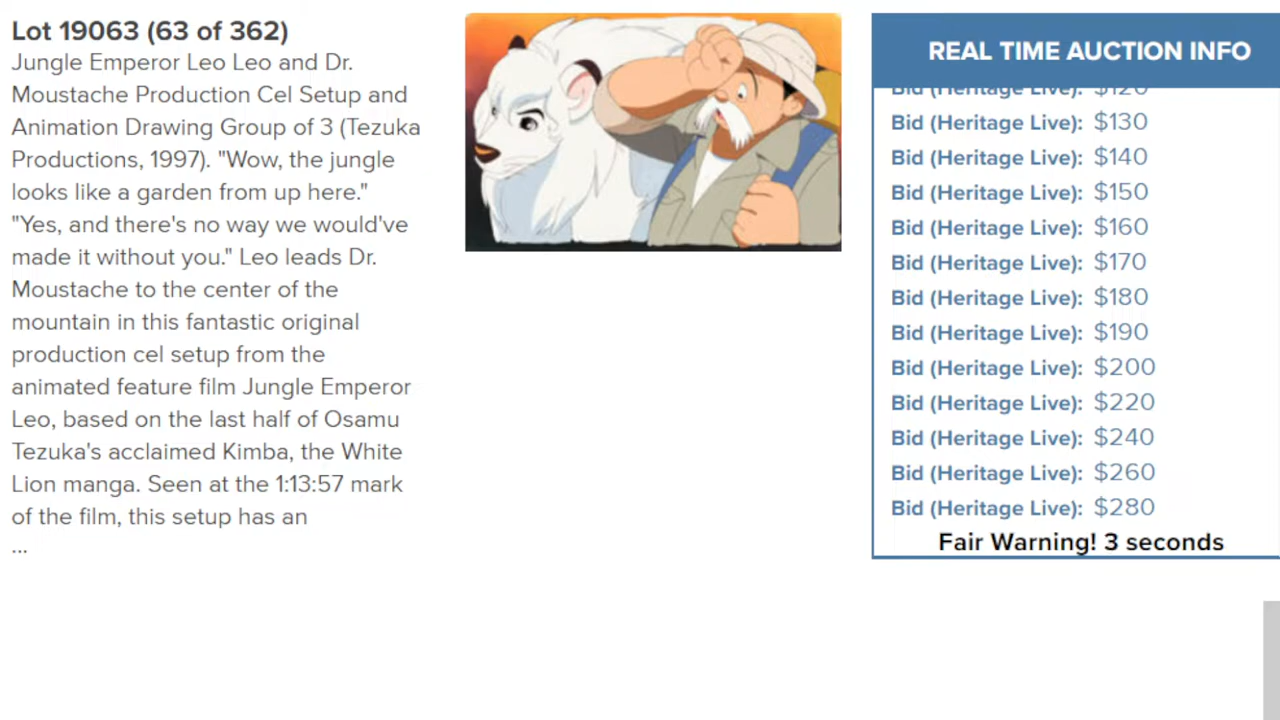 Lot 19063 (63 of 362)
Jungle Emperor Leo Leo and Dr.
Moustache Production Cel Setup and
Animation Drawing Group of 3 (Tezuka
Productions, 1997). "Wow, the jungle
looks like a garden from up here."
"Yes, and there's no way we would've
made it without you." Leo leads Dr.
Moustache to the center of the
mountain in this fantastic original
production cel setup from the
animated feature film Jungle Emperor
Leo, based on the last half of Osamu
Tezuka's acclaimed Kimba, the White
Lion manga. Seen at the 1:13:57 mark
of the film, this setup has an
...
REAL TIME AUCTION INFO
Bid (Heritage Live): $120
Bid (Heritage Live): $130
Bid (Heritage Live): $140
Bid (Heritage Live): $150
Bid (Heritage Live): $160
Bid (Heritage Live): $170
Bid (Heritage Live): $180
Bid (Heritage Live): $190
Bid (Heritage Live): $200
Bid (Heritage Live): $220
Bid (Heritage Live): $240
Bid (Heritage Live): $260
Bid (Heritage Live): $280
Fair Warning! 3 seconds